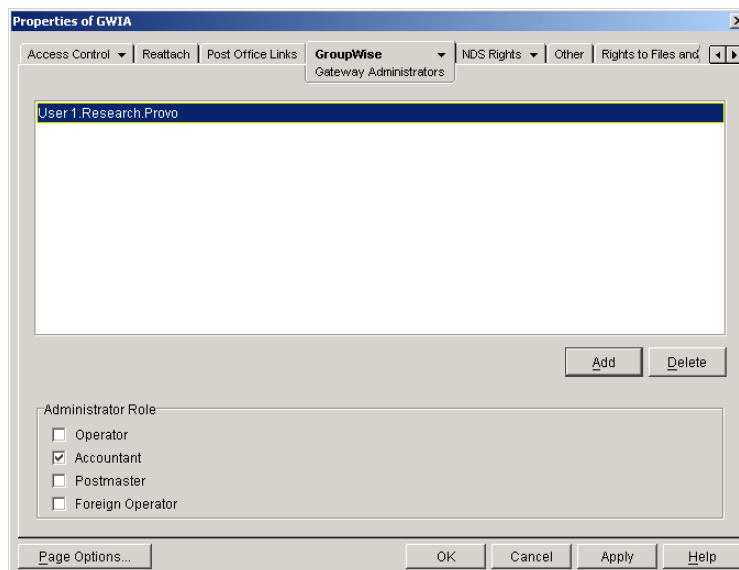 Properties of GWIA
Access Control Reattach Post Office Links GroupWise NDS Rights Other Rights to Files and
Gateway Administrators
User 1.Research.Provo
Add Delete
Administrator Role
Operator
Accountant
Postmaster
Foreign Operator
Page Options... OK Cancel Apply Help